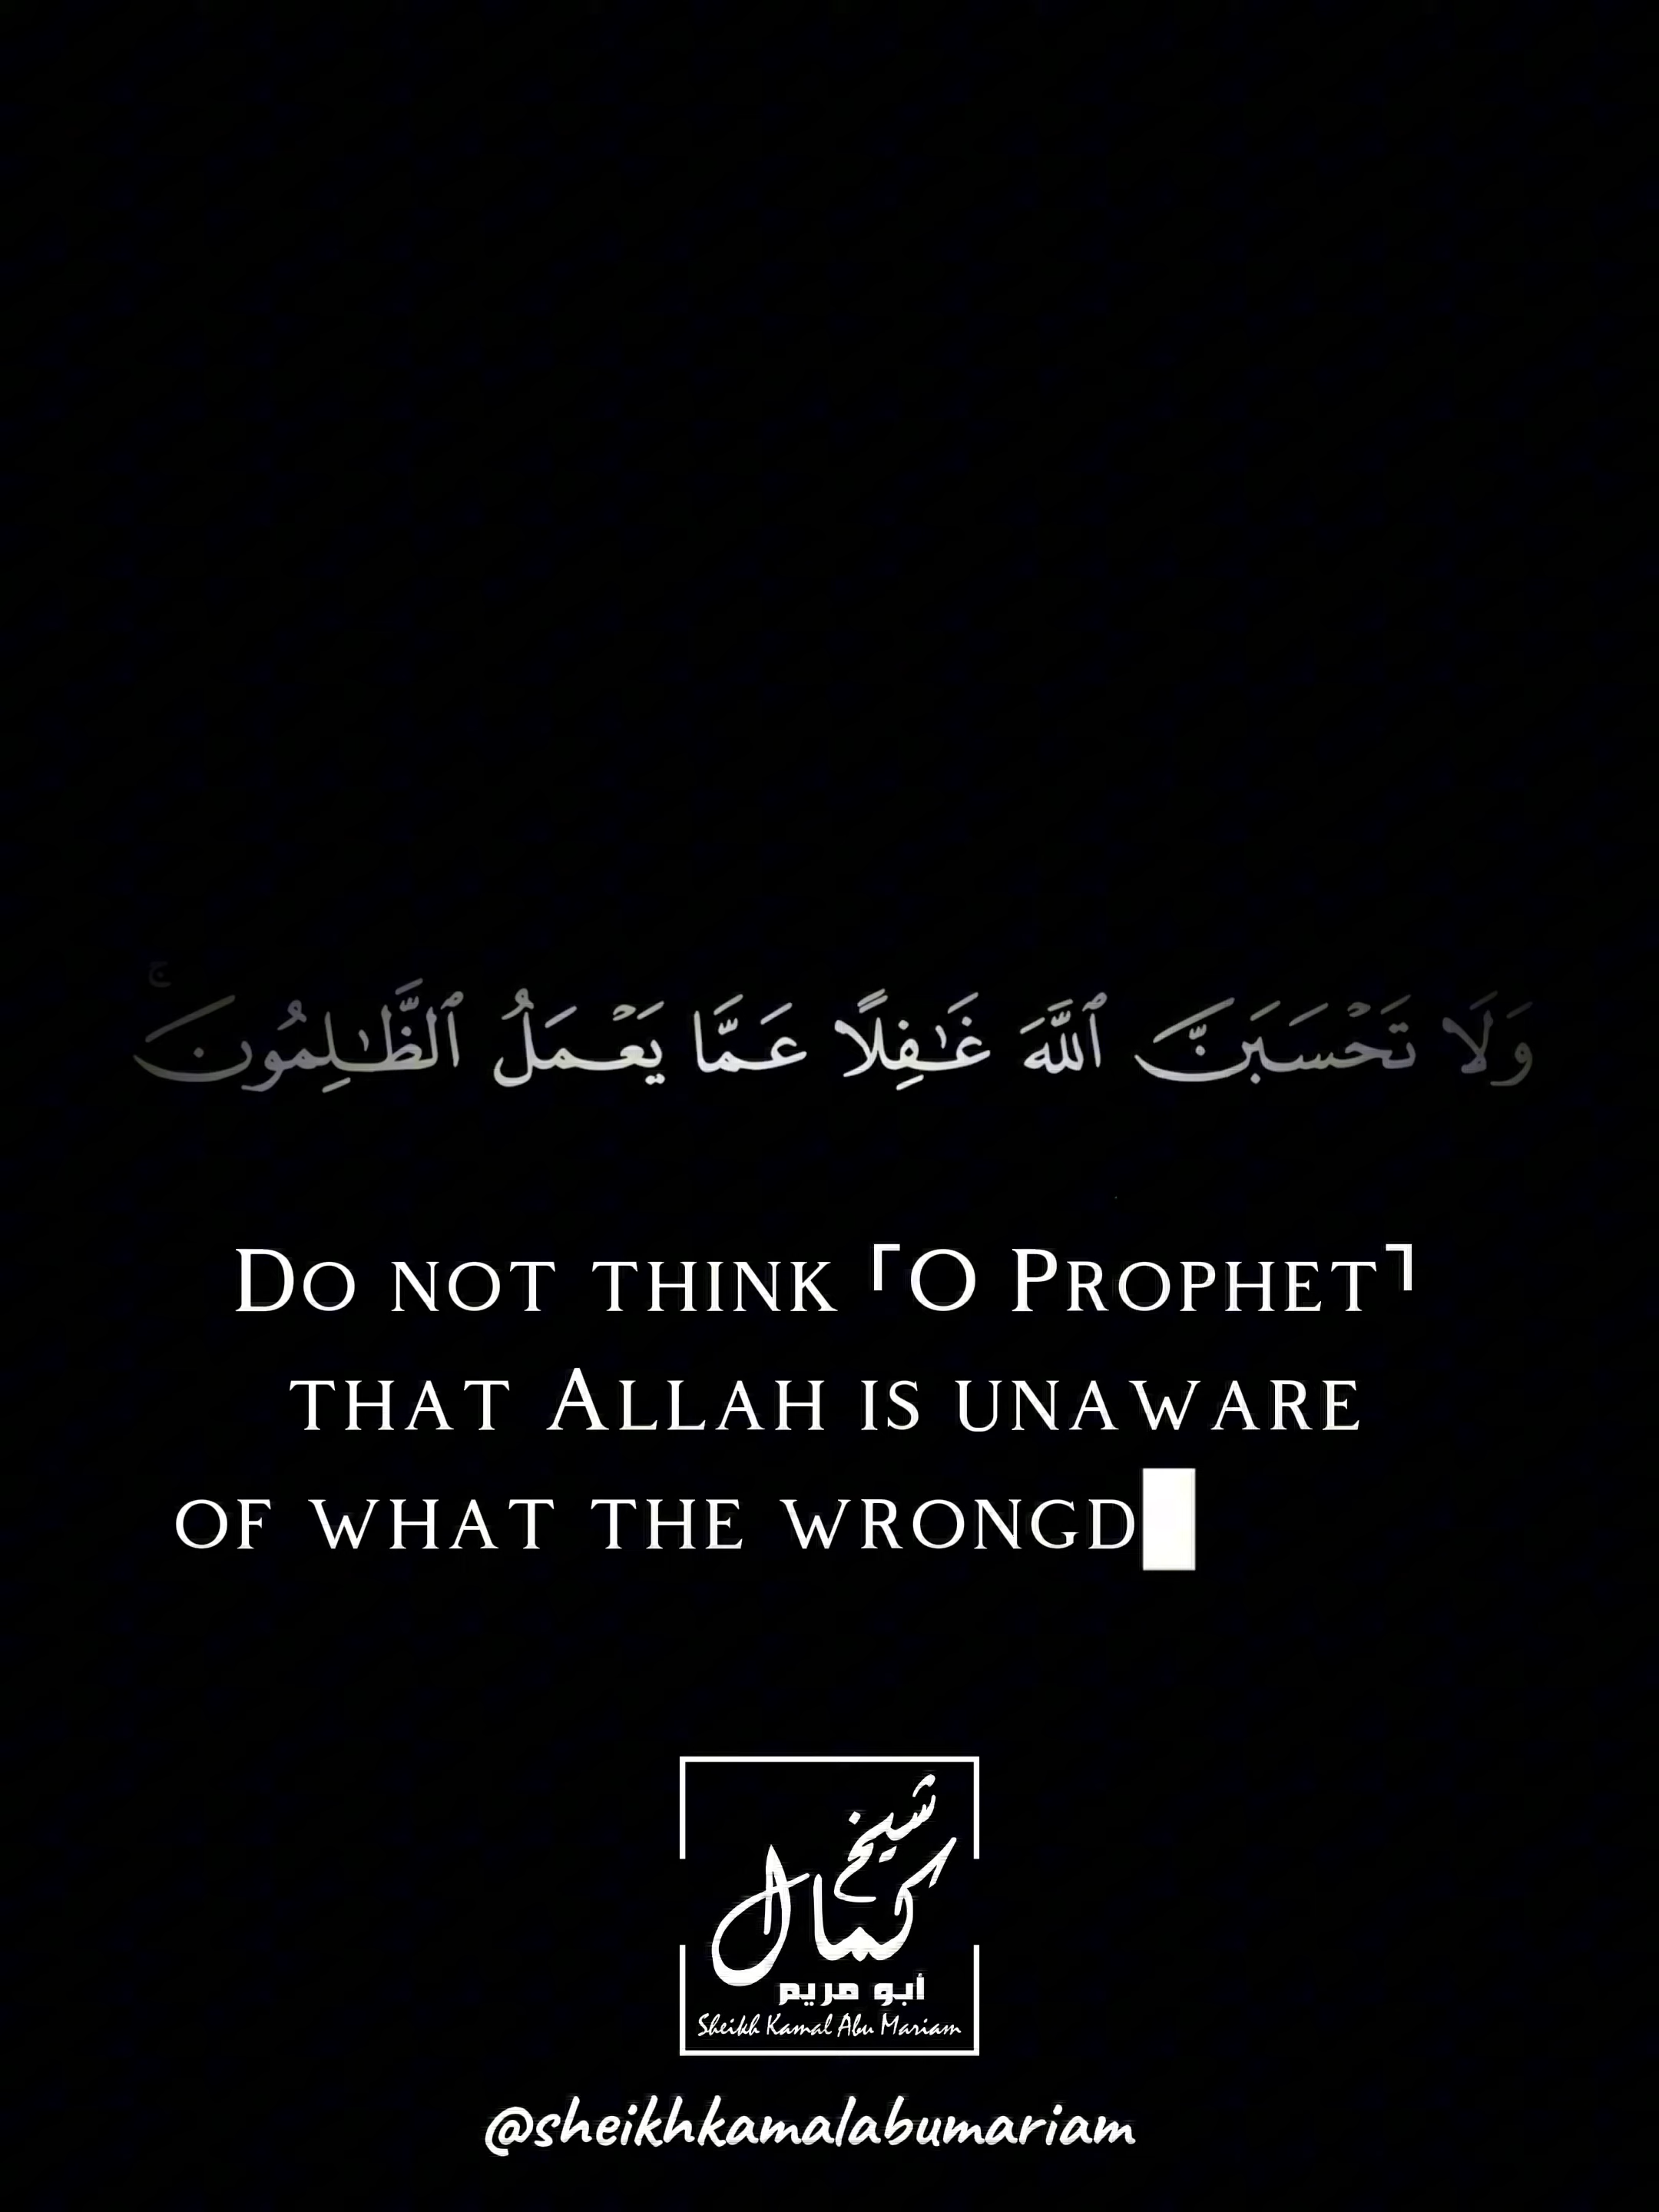 وَلَا تَحْسَبَنَّ ٱللَّهَ غَـٰفِلًا عَمَّا يَعْمَلُ ٱلظَّـٰلِمُونَ ۚ
Do not think ⸢O Prophet⸣
that Allah is unaware
of what the wrongd
شيخ
كمال
أبو مريم
Sheikh Kamal Abu Mariam
@sheikhkamalabumariam